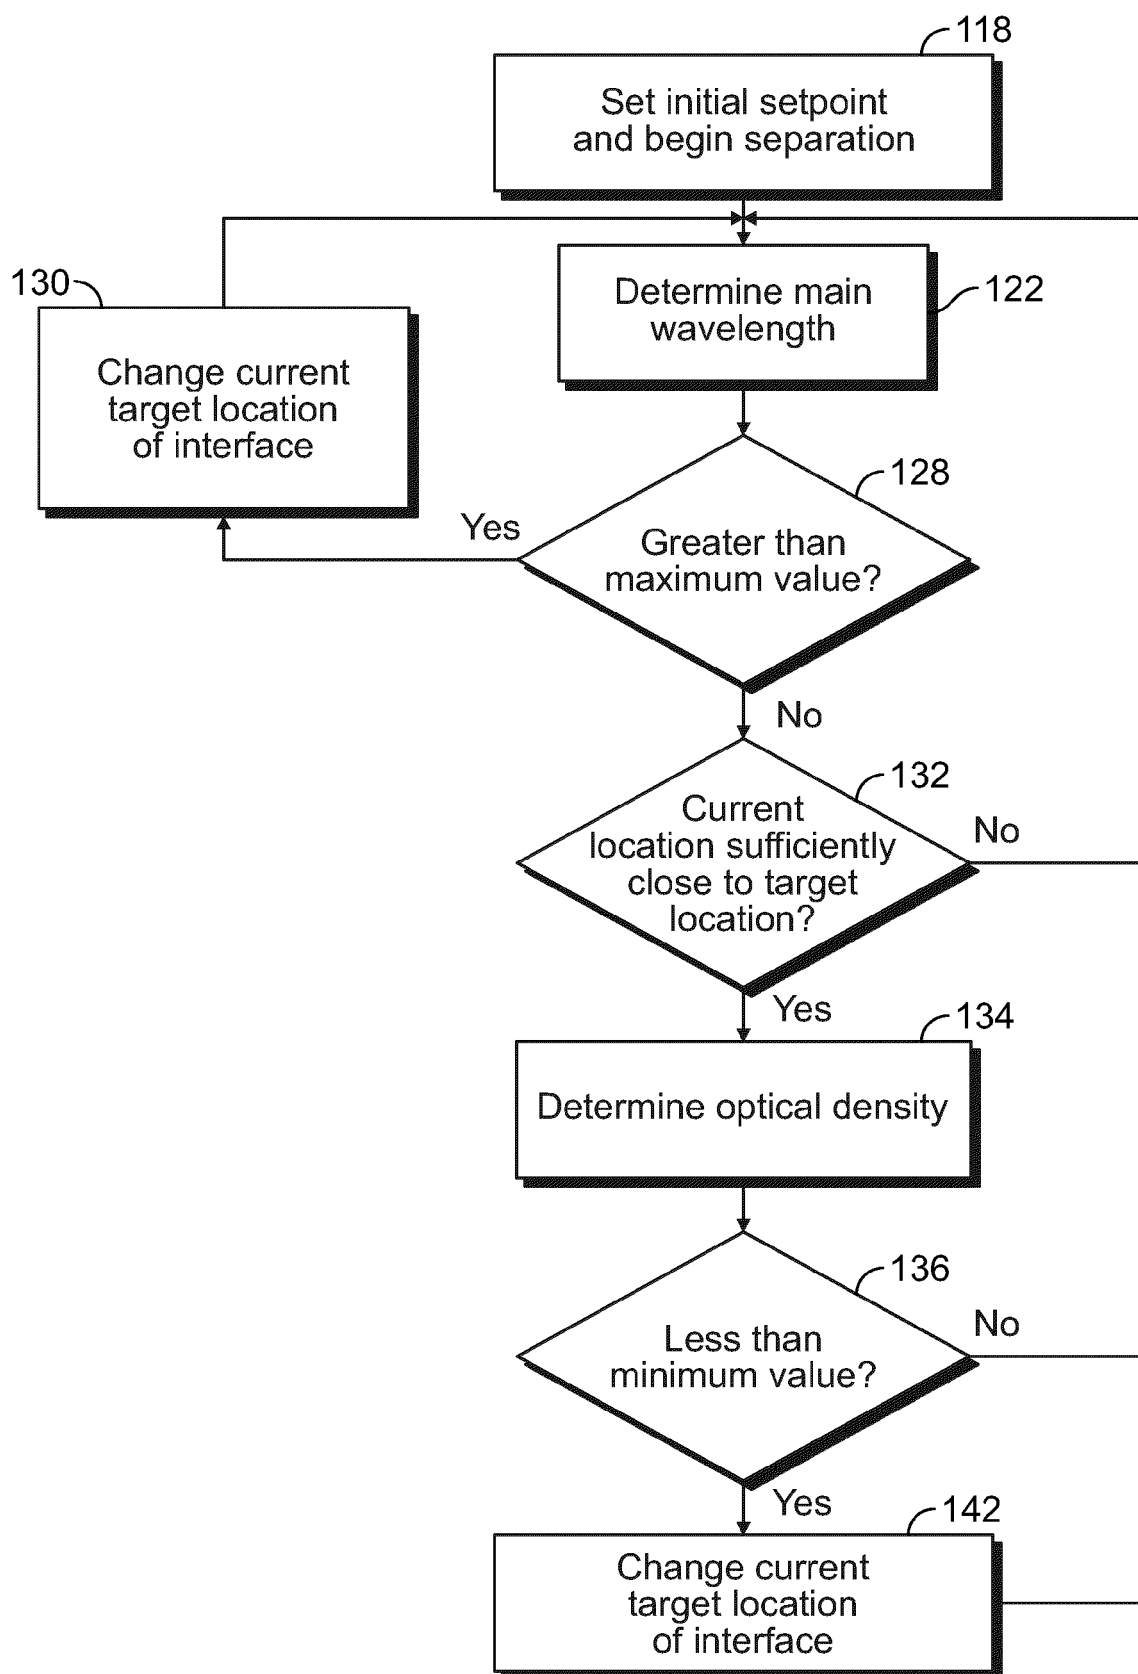 118
Set initial setpoint
and begin separation
130
Determine main
wavelength
122
Change current
target location
of interface
128
Yes
Greater than
maximum value?
No
132
Current
location sufficiently
close to target
location?
No
Yes
134
Determine optical density
136
Less than
minimum value?
No
Yes
142
Change current
target location
of interface